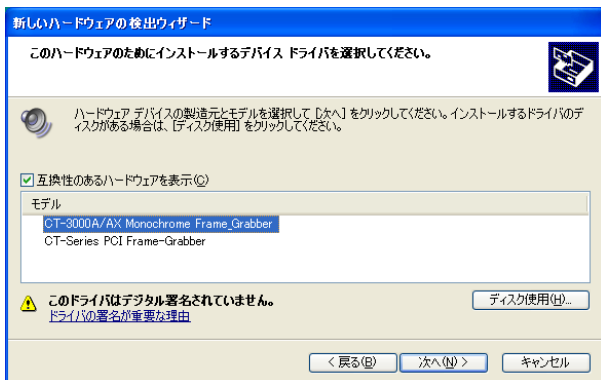 新しいハードウェアの検出ウィザード
このハードウェアのためにインストールするデバイス ドライバを選択してください。
ハードウェア デバイスの製造元とモデルを選択して [次へ] をクリックしてください。インストールするドライバのデ
ィスクがある場合は、[ディスク使用] をクリックしてください。
互換性のあるハードウェアを表示(C)
モデル
CT-3000A/AX Monochrome Frame_Grabber
CT-Series PCI Frame-Grabber
このドライバはデジタル署名されていません。
ディスク使用(H)...
ドライバの署名が重要な理由
< 戻る(B)
次へ(N) >
キャンセル